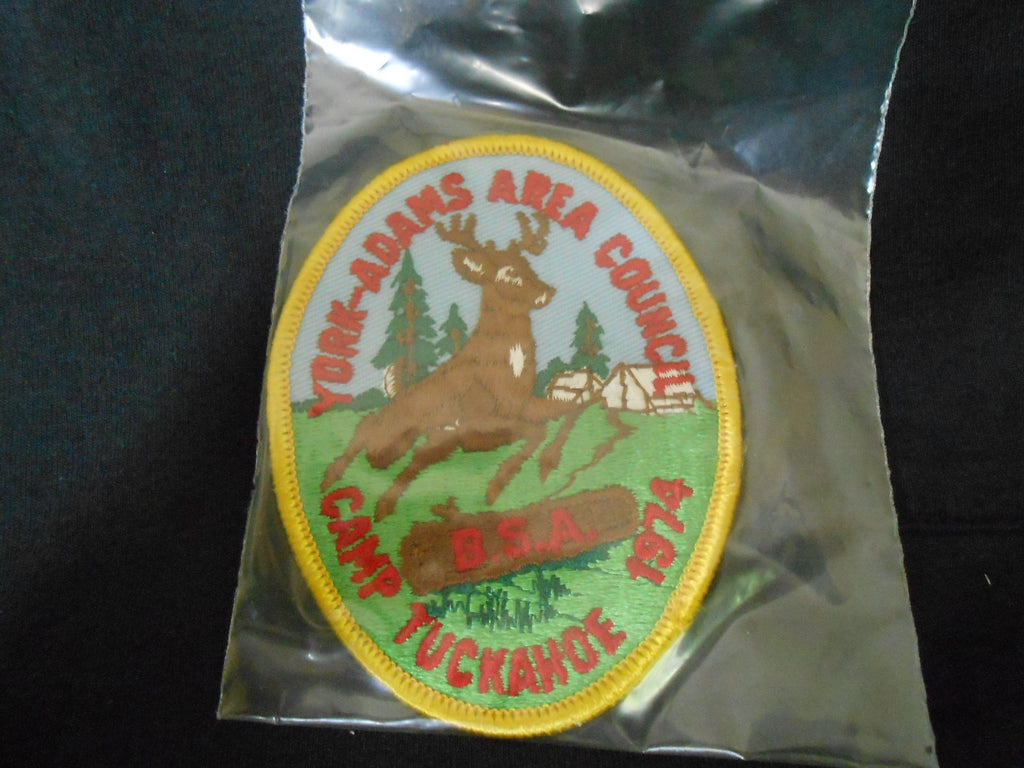 YORK-ADAMS AREA COUNCIL
B.S.A.
1974
CAMP TUCKAHOE